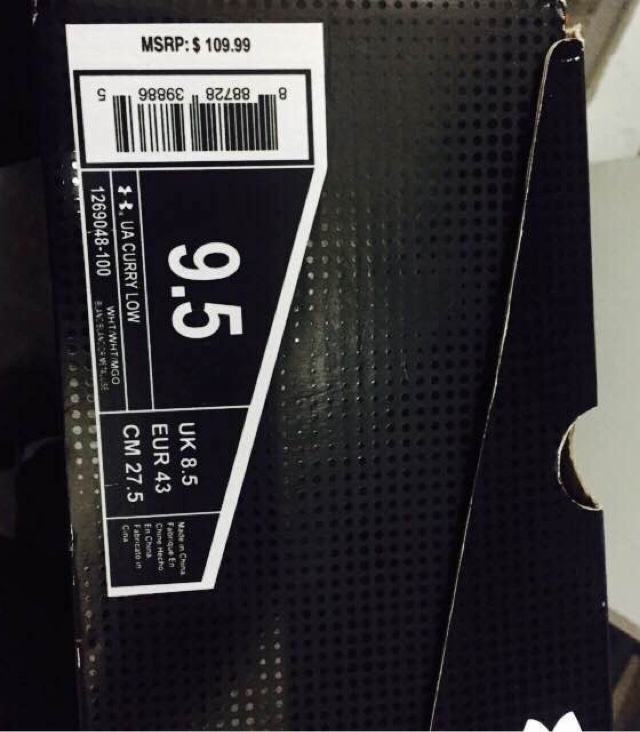 MSRP: $ 109.99
8 88728 39886 5
9.5
UA CURRY LOW
1269048-100
WHT/WHT/MGO
UK 8.5
EUR 43
CM 27.5
Made in China
Fabriqué En
Chine Hecho
En China
Fabricato in
Cina